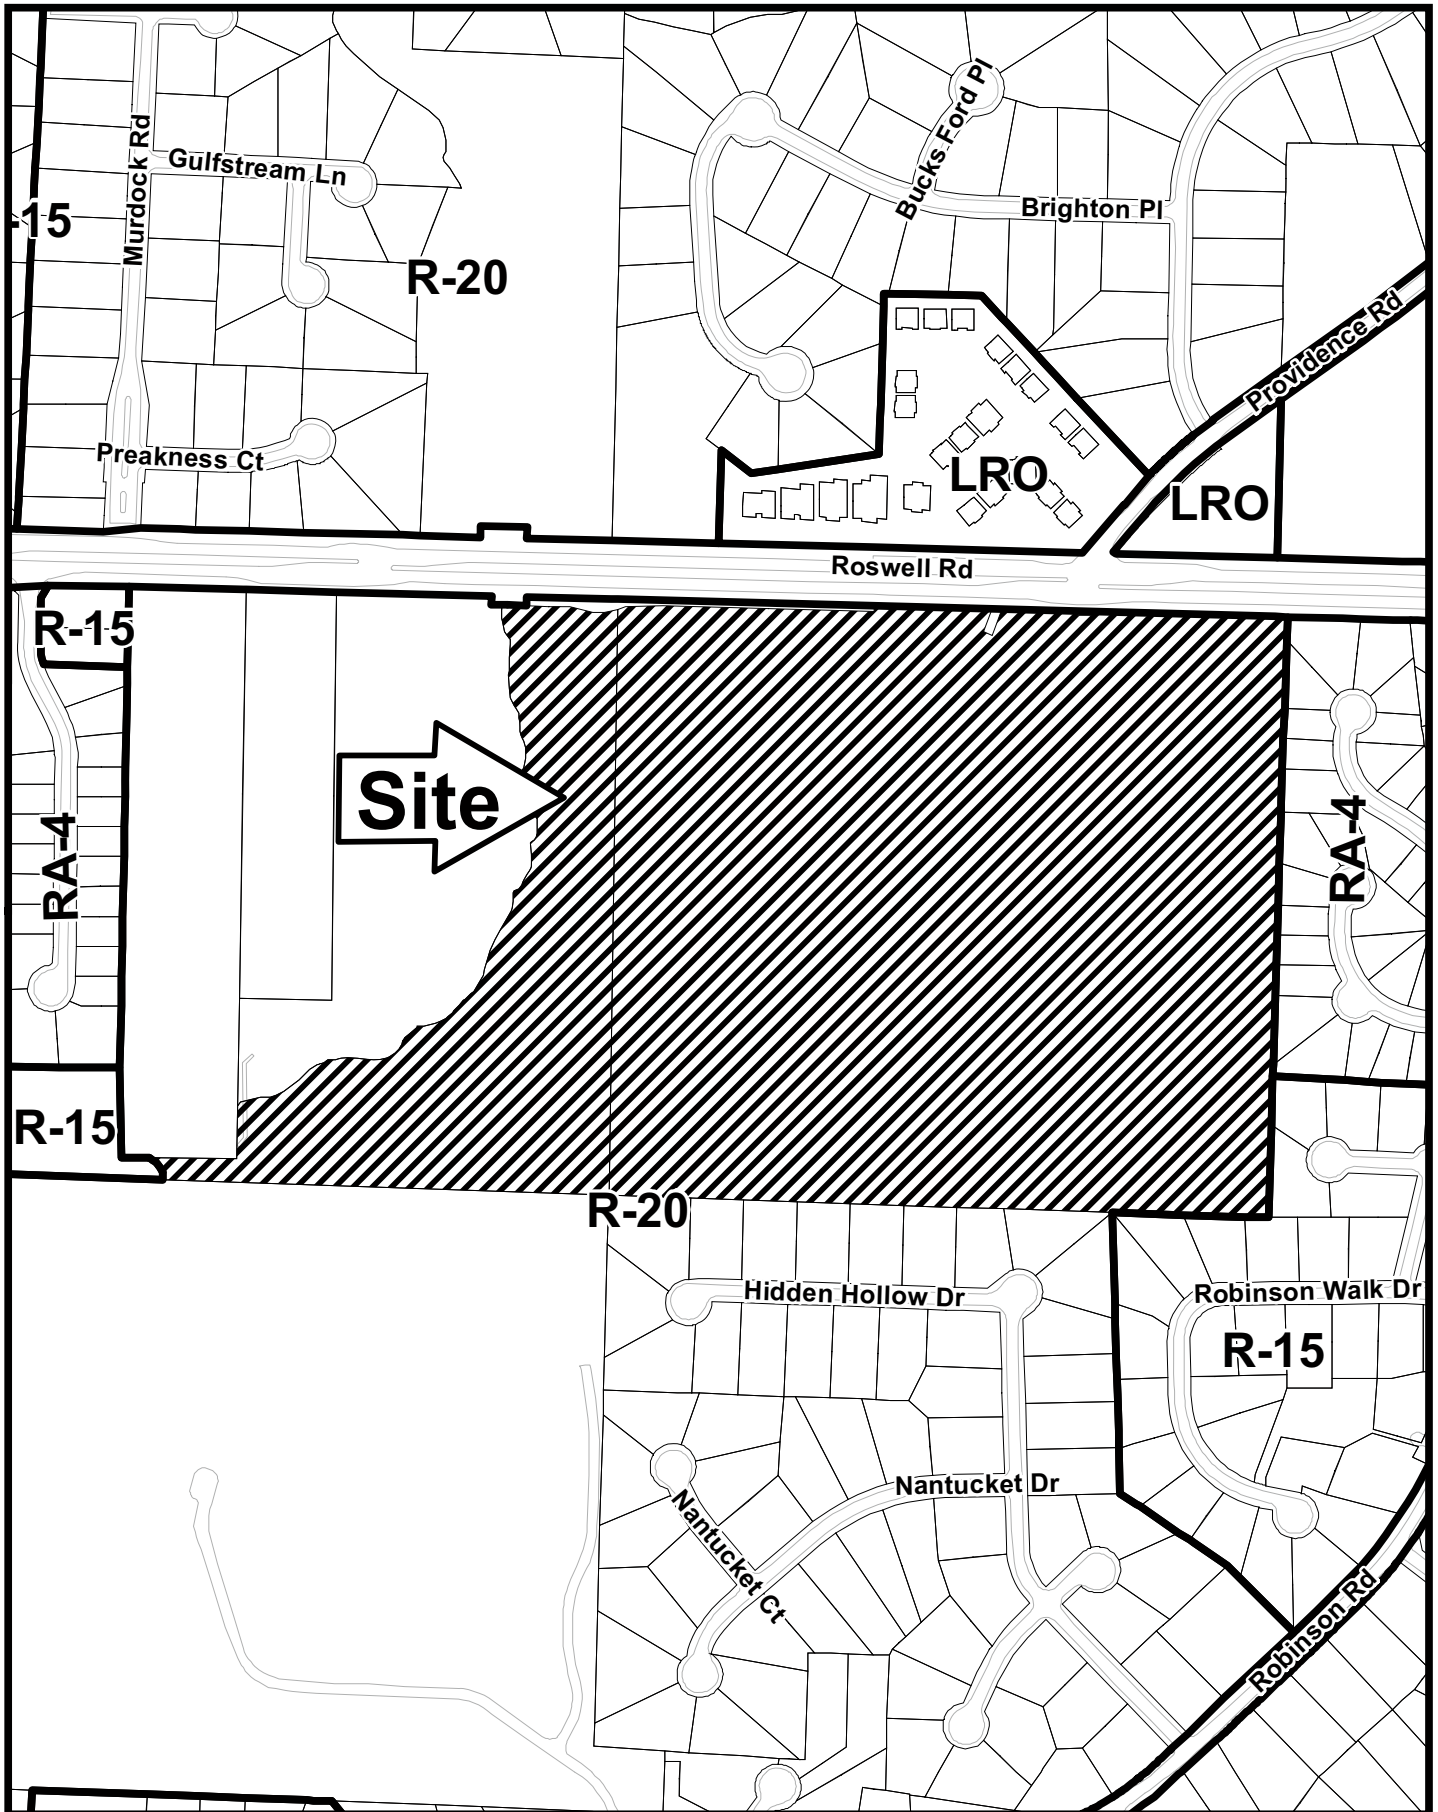 Bucks Ford Pl
Murdock Rd
Gulfstream Ln
-15
Brighton Pl
R-20
Providence Rd
Preakness Ct
LRO
LRO
Roswell Rd
R-15
Site
RA-4
RA-4
R-15
R-20
Hidden Hollow Dr
Robinson Walk Dr
R-15
Nantucket Dr
Nantucket Ct
Robinson Rd